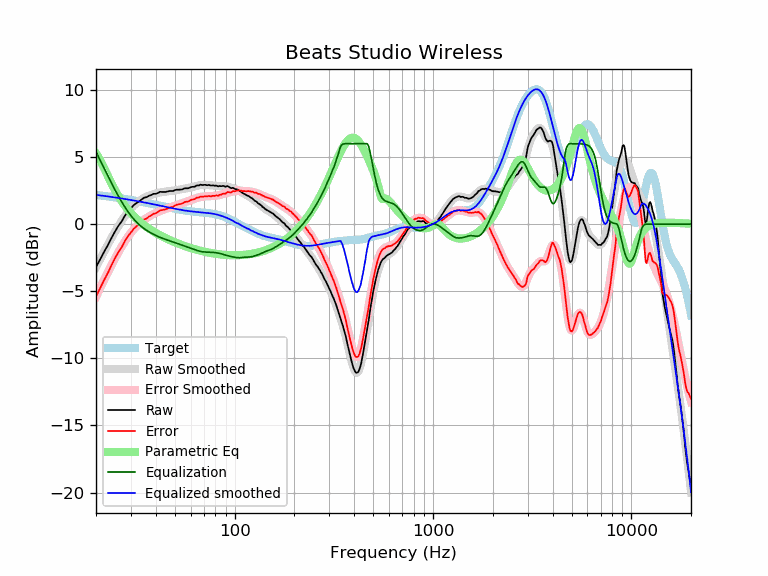 Beats Studio Wireless
10
5
0
−5
−10
−15
−20
Amplitude (dBr)
Target
Raw Smoothed
Error Smoothed
Raw
Error
Parametric Eq
Equalization
Equalized smoothed
100
1000
10000
Frequency (Hz)